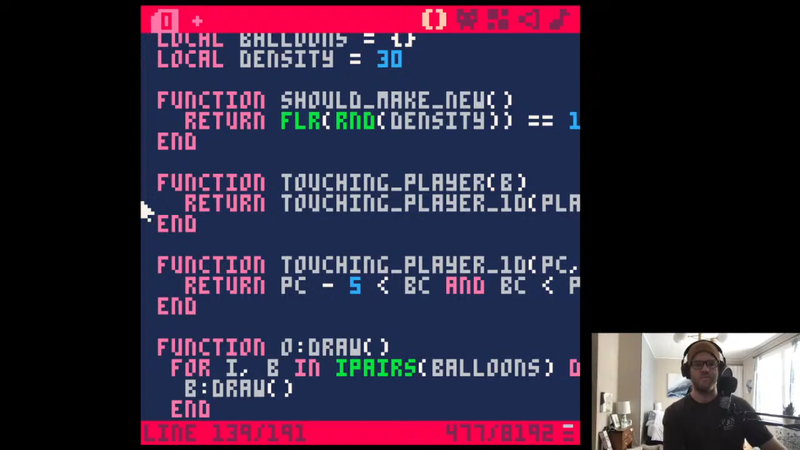 0 +
LOCAL BALLOONS = {}
LOCAL DENSITY = 30
FUNCTION SHOULD_MAKE_NEW()
RETURN FLR(RND(DENSITY)) == 1
END
FUNCTION TOUCHING_PLAYER(B)
RETURN TOUCHING_PLAYER_1D(PLA
END
FUNCTION TOUCHING_PLAYER_1D(PC,
RETURN PC - 5 < BC AND BC < P
END
FUNCTION O:DRAW()
FOR I, B IN IPAIRS(BALLOONS) D
B:DRAW()
END
LINE 139/191 477/8192